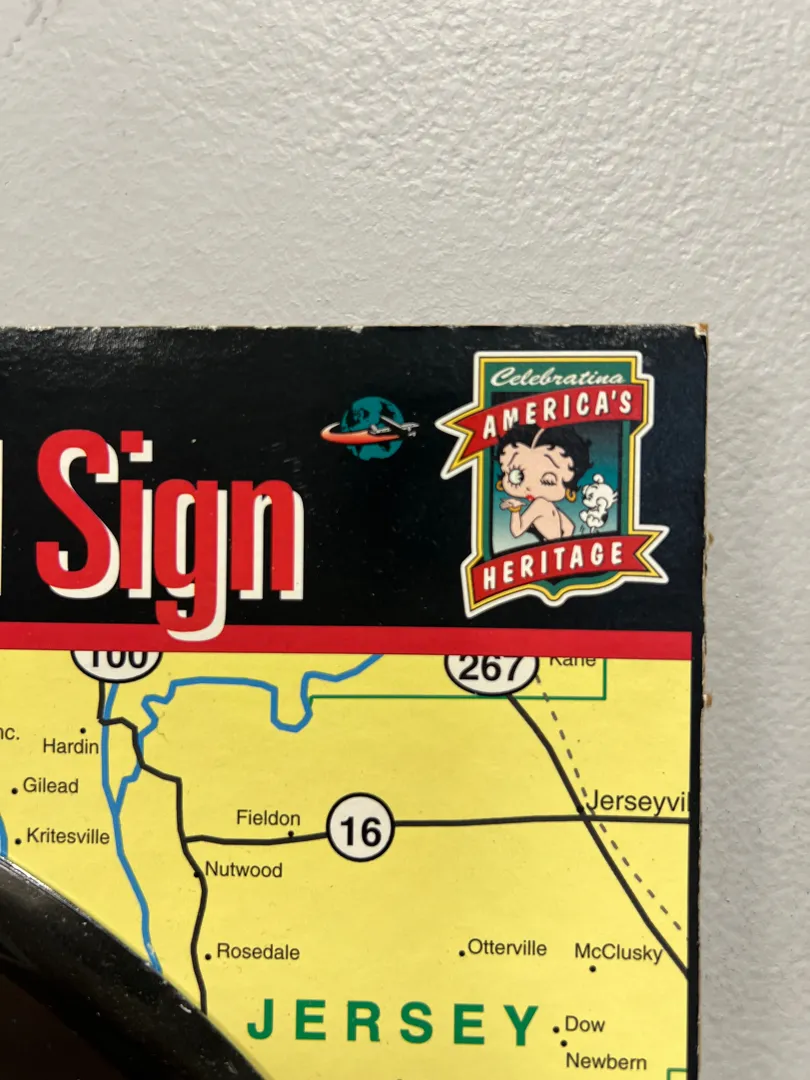 Celebrating
AMERICA'S
Sign
HERITAGE
100
267
Kane
nc.
Hardin
Gilead
Jerseyvil
Fieldon
16
Kritesville
Nutwood
Rosedale
Otterville
McClusky
JERSEY
Dow
Newbern